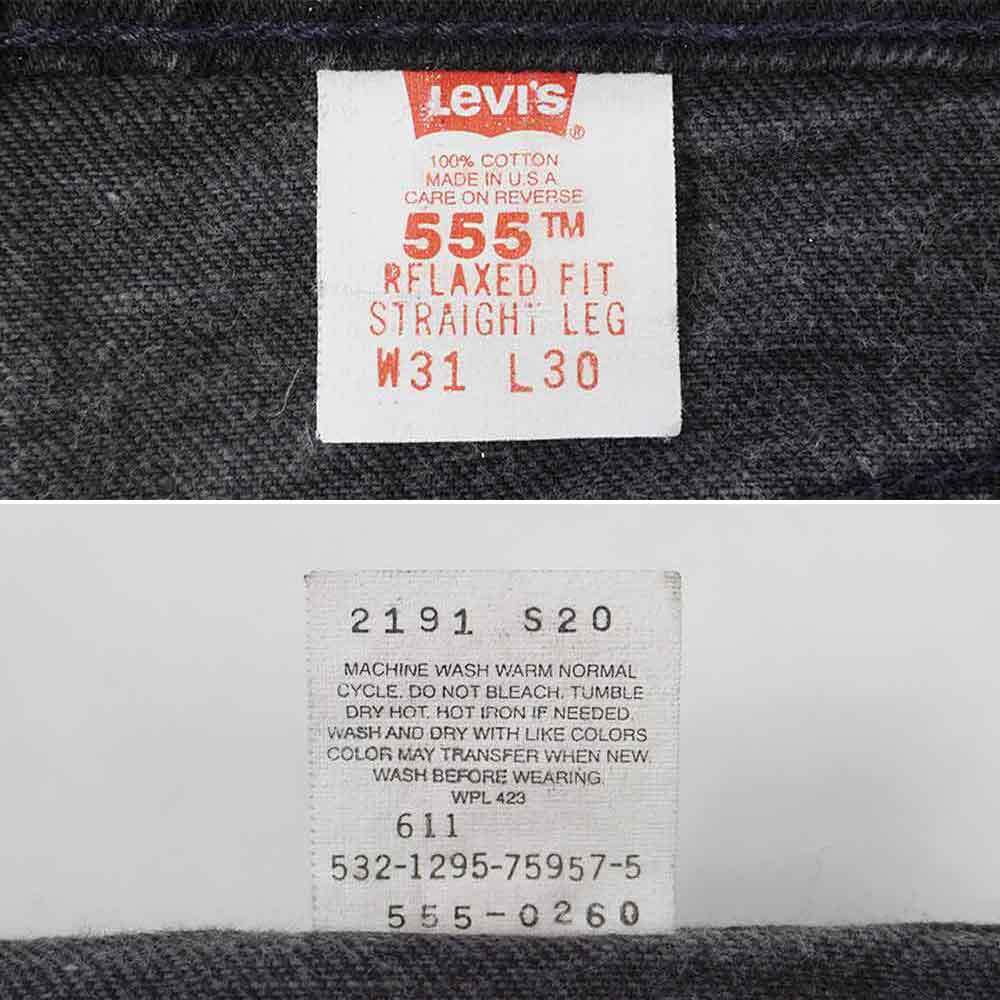 Levi's®
100% COTTON
MADE IN U.S A
CARE ON REVERSE
555™
RELAXED FIT
STRAIGHT LEG
W31 L30
2191 S20
MACHINE WASH WARM NORMAL
CYCLE. DO NOT BLEACH. TUMBLE
DRY HOT. HOT IRON IF NEEDED.
WASH AND DRY WITH LIKE COLORS
COLOR MAY TRANSFER WHEN NEW.
WASH BEFORE WEARING.
WPL 423
611
532-1295-75957-5
555-0260